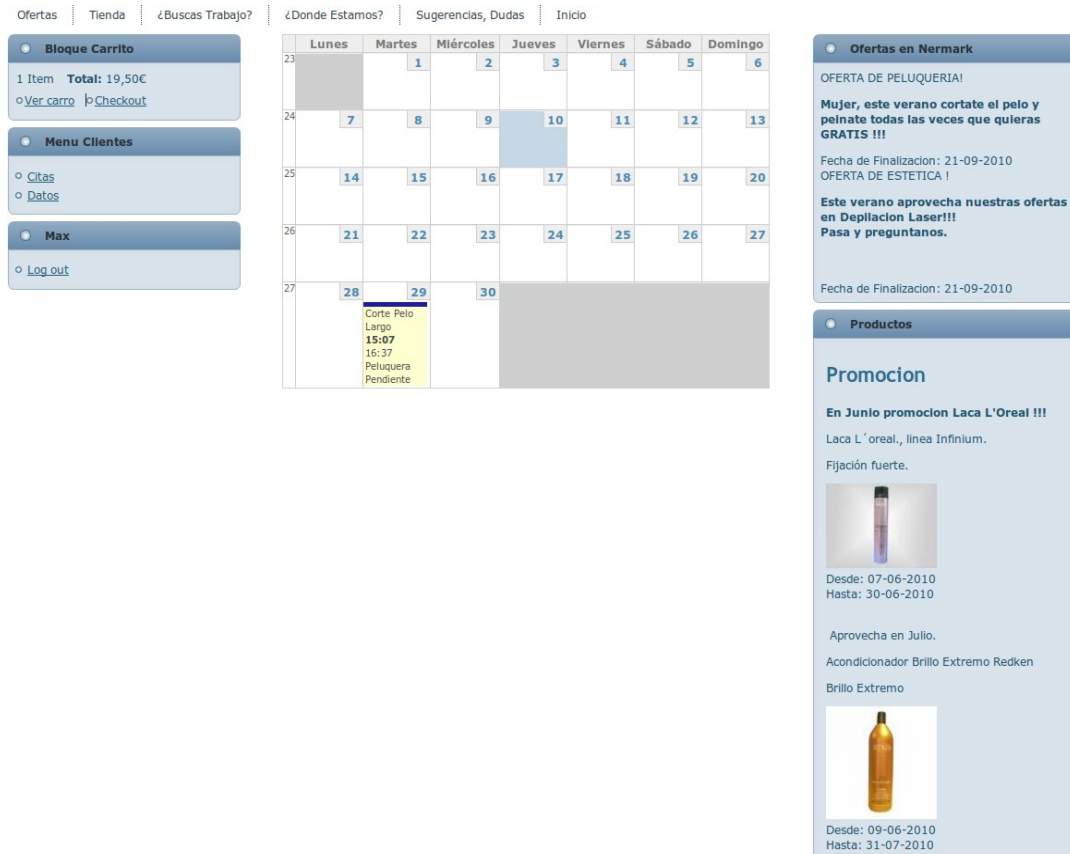 Ofertas Tienda ¿Buscas Trabajo? ¿Donde Estamos? Sugerencias, Dudas Inicio
Bloque Carrito
1 Item Total: 19,50€
Ver carro Checkout
Menu Clientes
Citas
Datos
Max
Log out
Lunes Martes Miércoles Jueves Viernes Sábado Domingo
23 1 2 3 4 5 6
24 7 8 9 10 11 12 13
25 14 15 16 17 18 19 20
26 21 22 23 24 25 26 27
27 28 29 30
Corte Pelo
Largo
15:07
16:37
Peluquera
Pendiente
Ofertas en Nermark
OFERTA DE PELUQUERIA!
Mujer, este verano cortate el pelo y
peinate todas las veces que quieras
GRATIS !!!
Fecha de Finalizacion: 21-09-2010
OFERTA DE ESTETICA !
Este verano aprovecha nuestras ofertas
en Depilacion Laser!!!
Pasa y preguntanos.
Fecha de Finalizacion: 21-09-2010
Productos
Promocion
En Junio promocion Laca L'Oreal !!!
Laca L´oreal., linea Infinium.
Fijación fuerte.
Desde: 07-06-2010
Hasta: 30-06-2010
Aprovecha en Julio.
Acondicionador Brillo Extremo Redken
Brillo Extremo
Desde: 09-06-2010
Hasta: 31-07-2010